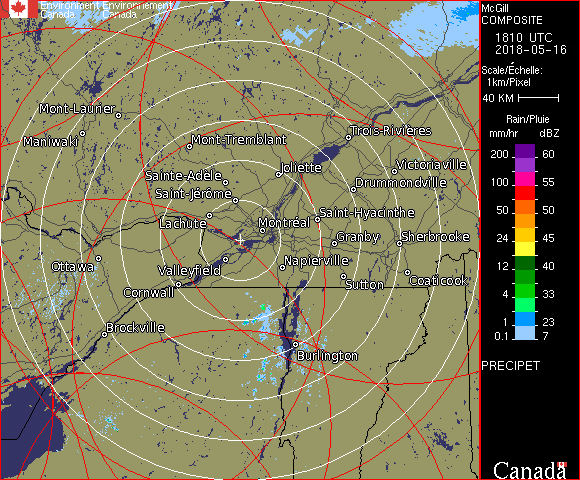 Environment Environnement
Canada Canada
McGill
COMPOSITE
1810 UTC
2018-05-16
Scale/Échelle:
1km/Pixel
40 KM
Rain/Pluie
mm/hr dBZ
200 60
55
100 55
50 50
24 45
12 40
4 33
1 23
0.1 7
PRECIPET
Canada
Mont-Laurier
Maniwaki
Mont-Tremblant
Trois-Rivières
Joliette
Victoriaville
Sainte-Adèle
Drummondville
Saint-Jérôme
Lachute
Saint-Hyacinthe
Montréal
Granby
Sherbrooke
Ottawa
Valleyfield
Napierville
Sutton
Coaticook
Cornwall
Brockville
Burlington